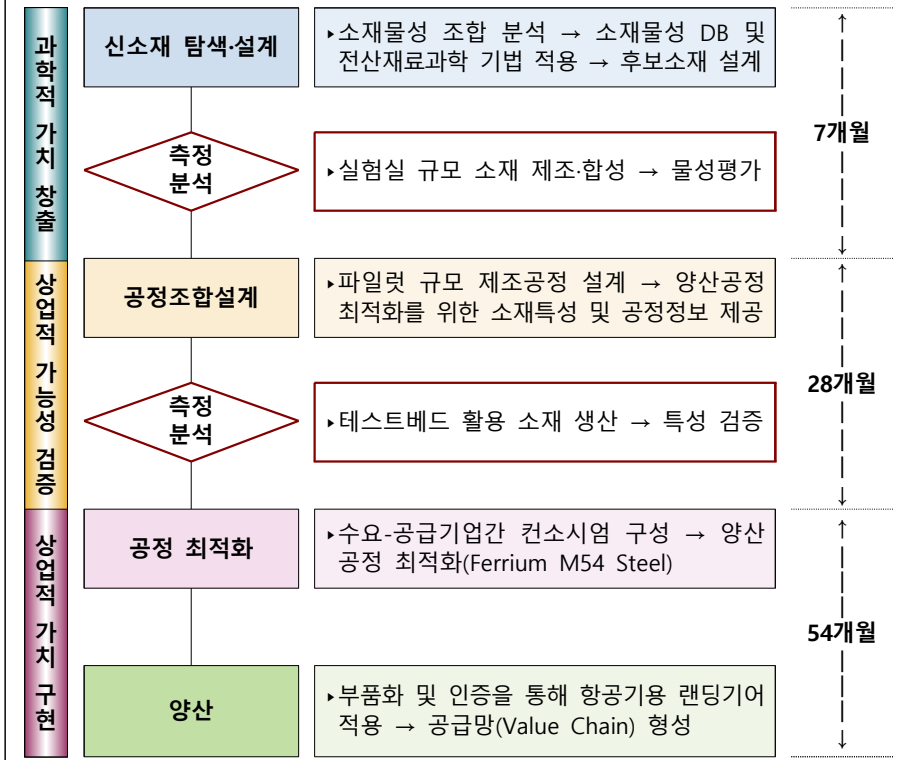 과학적 가치 창출
신소재 탐색·설계
▸소재물성 조합 분석 → 소재물성 DB 및
전산재료과학 기법 적용 → 후보소재 설계
측정
분석
▸실험실 규모 소재 제조·합성 → 물성평가
7개월
상업적 가능성 검증
공정조합설계
▸파일럿 규모 제조공정 설계 → 양산공정
최적화를 위한 소재특성 및 공정정보 제공
측정
분석
▸테스트베드 활용 소재 생산 → 특성 검증
28개월
상업적 가치 구현
공정 최적화
▸수요-공급기업간 컨소시엄 구성 → 양산
공정 최적화(Ferrium M54 Steel)
양산
▸부품화 및 인증을 통해 항공기용 랜딩기어
적용 → 공급망(Value Chain) 형성
54개월